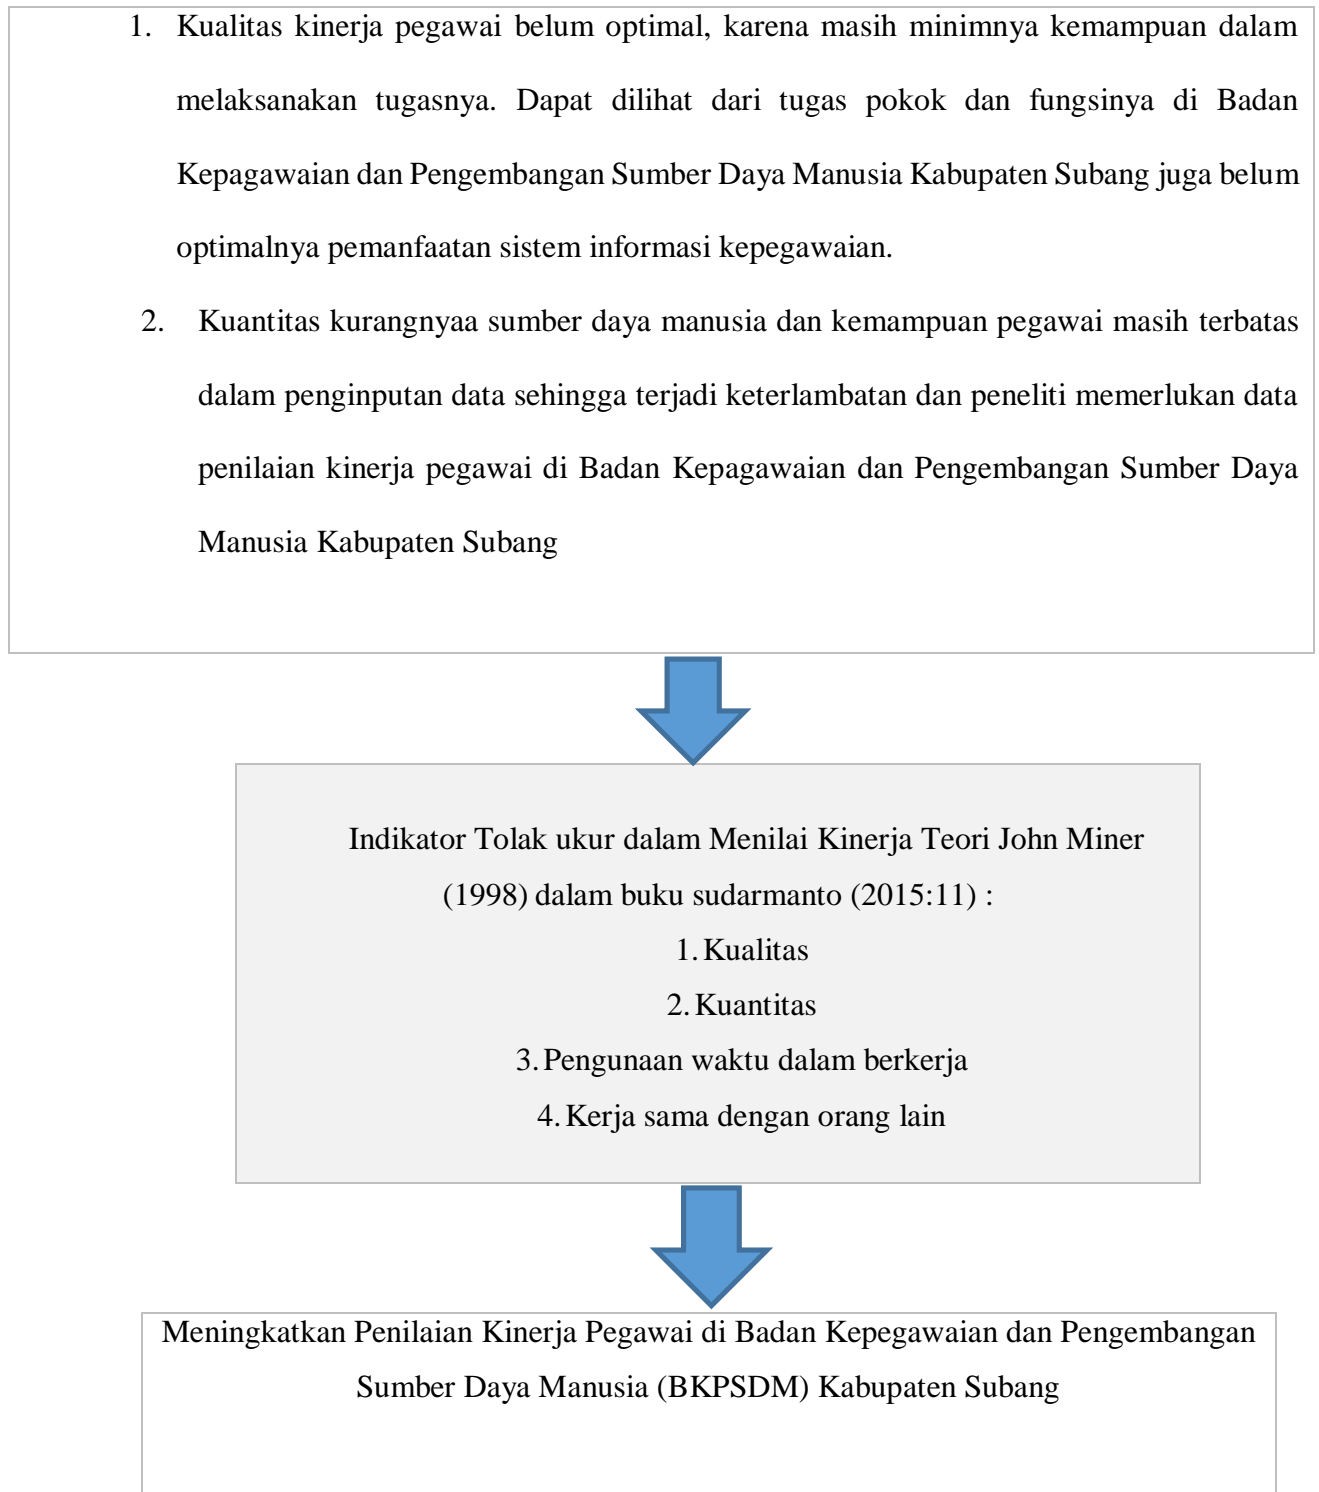 1. Kualitas kinerja pegawai belum optimal, karena masih minimnya kemampuan dalam
melaksanakan tugasnya. Dapat dilihat dari tugas pokok dan fungsinya di Badan
Kepagawaian dan Pengembangan Sumber Daya Manusia Kabupaten Subang juga belum
optimalnya pemanfaatan sistem informasi kepegawaian.
2. Kuantitas kurangnyaa sumber daya manusia dan kemampuan pegawai masih terbatas
dalam penginputan data sehingga terjadi keterlambatan dan peneliti memerlukan data
penilaian kinerja pegawai di Badan Kepagawaian dan Pengembangan Sumber Daya
Manusia Kabupaten Subang
Indikator Tolak ukur dalam Menilai Kinerja Teori John Miner
(1998) dalam buku sudarmanto (2015:11) :
1. Kualitas
2. Kuantitas
3. Pengunaan waktu dalam berkerja
4. Kerja sama dengan orang lain
Meningkatkan Penilaian Kinerja Pegawai di Badan Kepegawaian dan Pengembangan
Sumber Daya Manusia (BKPSDM) Kabupaten Subang